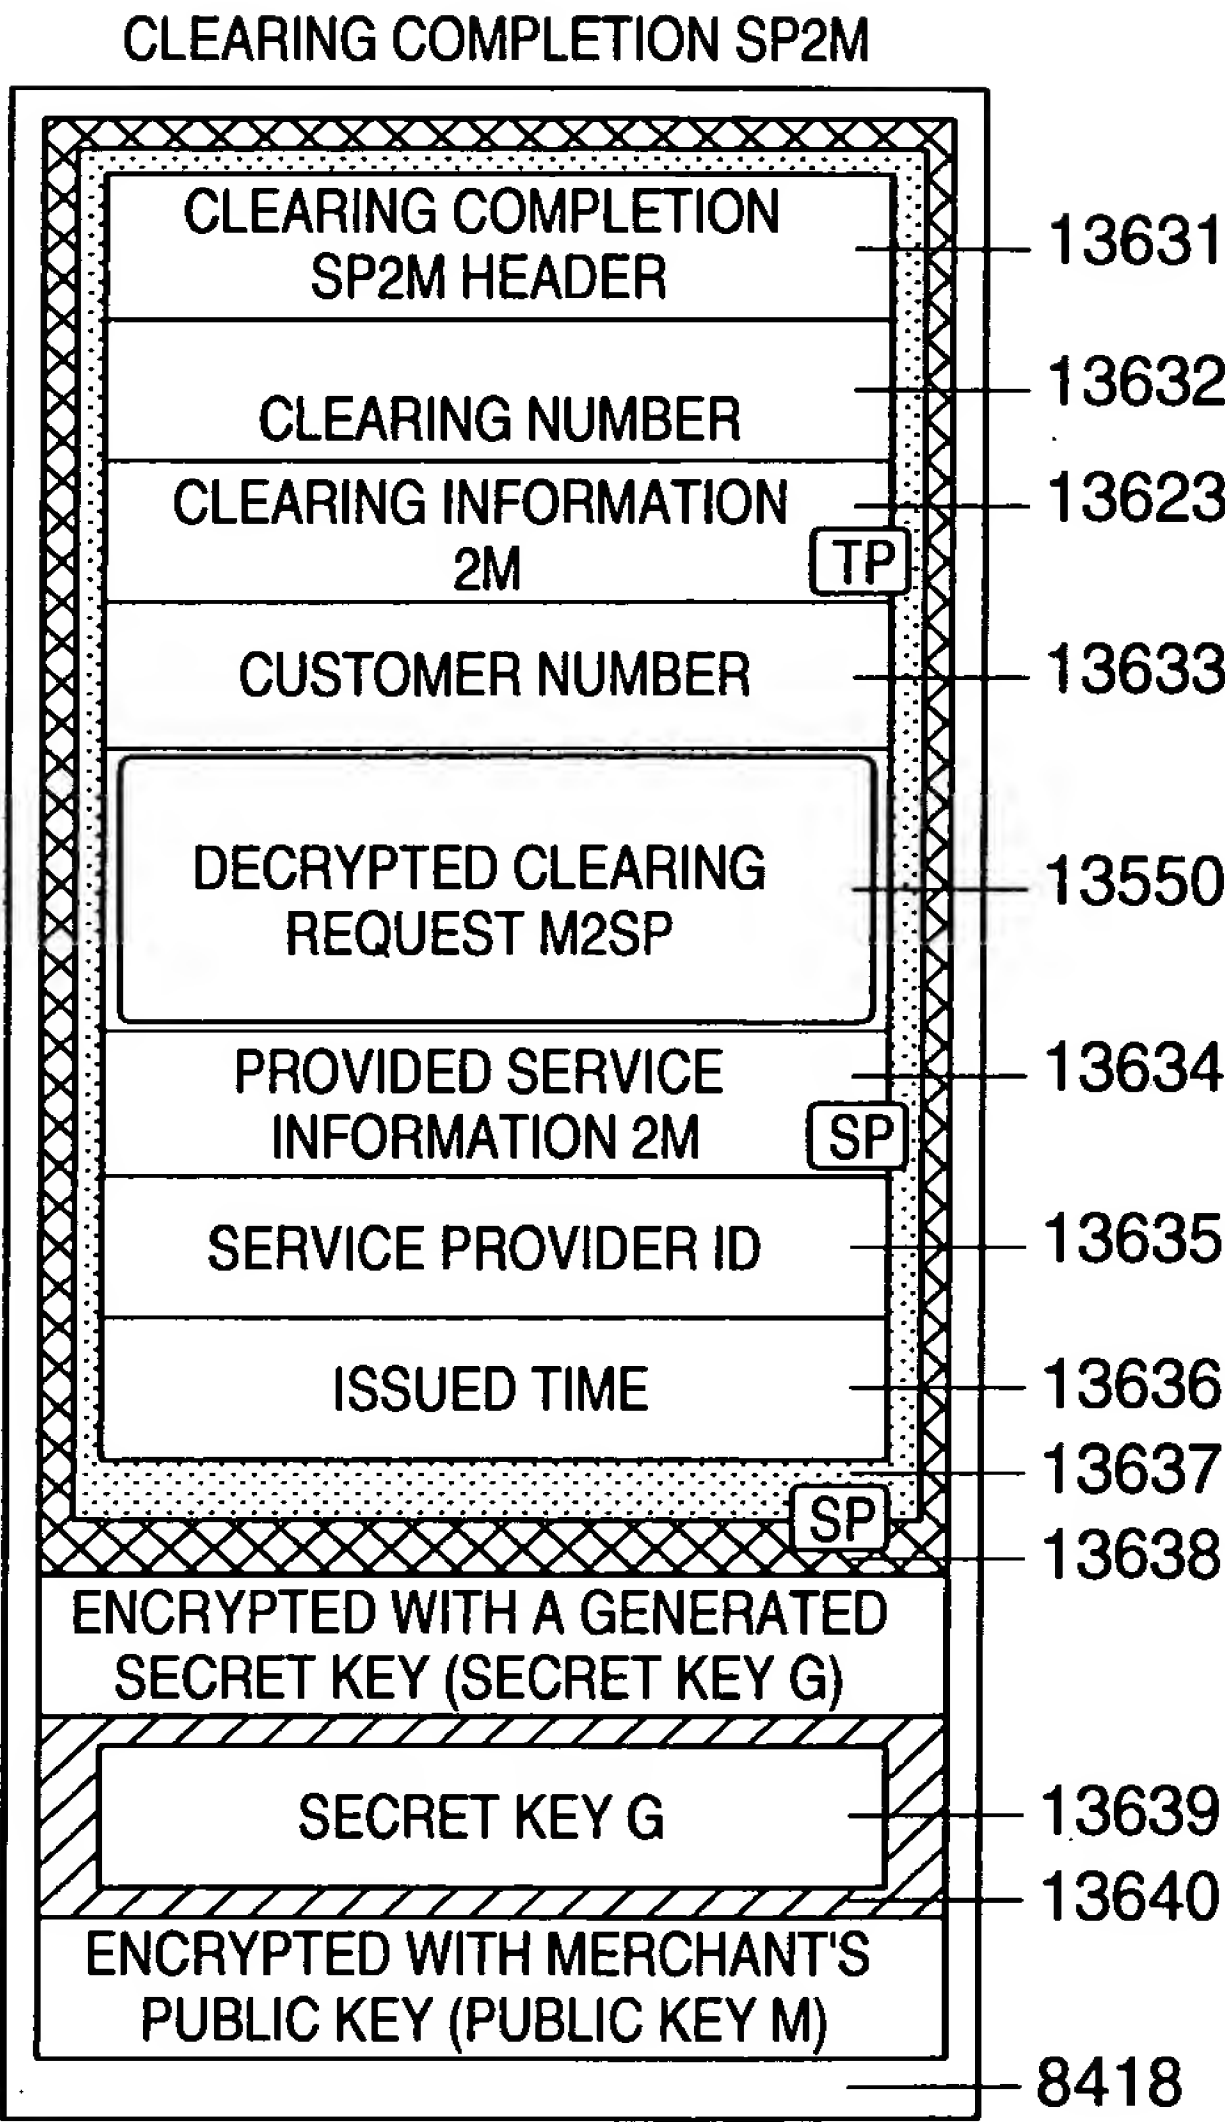 CLEARING COMPLETION SP2M
CLEARING COMPLETION
SP2M HEADER
13631
CLEARING NUMBER
13632
CLEARING INFORMATION
2M
13623
TP
CUSTOMER NUMBER
13633
DECRYPTED CLEARING
REQUEST M2SP
13550
PROVIDED SERVICE
INFORMATION 2M
13634
SP
SERVICE PROVIDER ID
13635
ISSUED TIME
13636
13637
SP
13638
ENCRYPTED WITH A GENERATED
SECRET KEY (SECRET KEY G)
SECRET KEY G
13639
13640
ENCRYPTED WITH MERCHANT'S
PUBLIC KEY (PUBLIC KEY M)
8418